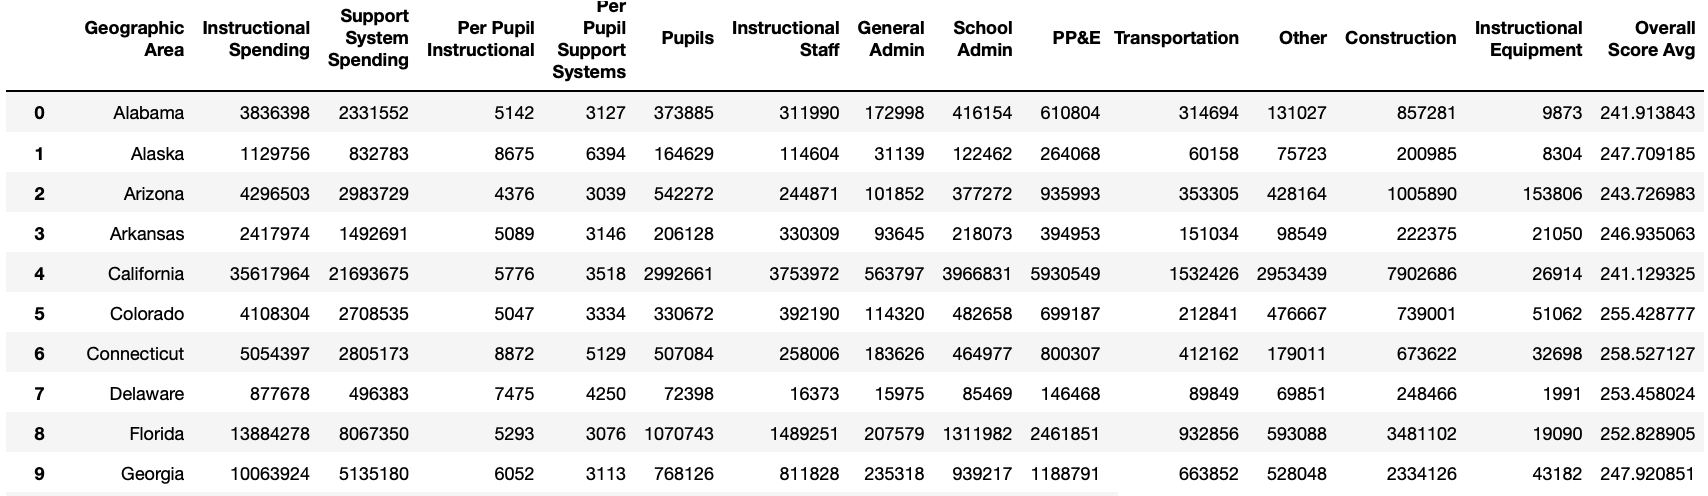 Geographic Area Instructional Spending Support System Spending Per Pupil Instructional Per Pupil Support Systems Pupils Instructional Staff General Admin School Admin PP&E Transportation Other Construction Instructional Equipment Overall Score Avg
0 Alabama 3836398 2331552 5142 3127 373885 311990 172998 416154 610804 314694 131027 857281 9873 241.913843
1 Alaska 1129756 832783 8675 6394 164629 114604 31139 122462 264068 60158 75723 200985 8304 247.709185
2 Arizona 4296503 2983729 4376 3039 542272 244871 101852 377272 935993 353305 428164 1005890 153806 243.726983
3 Arkansas 2417974 1492691 5089 3146 206128 330309 93645 218073 394953 151034 98549 222375 21050 246.935063
4 California 35617964 21693675 5776 3518 2992661 3753972 563797 3966831 5930549 1532426 2953439 7902686 26914 241.129325
5 Colorado 4108304 2708535 5047 3334 330672 392190 114320 482658 699187 212841 476667 739001 51062 255.428777
6 Connecticut 5054397 2805173 8872 5129 507084 258006 183626 464977 800307 412162 179011 673622 32698 258.527127
7 Delaware 877678 496383 7475 4250 72398 16373 15975 85469 146468 89849 69851 248466 1991 253.458024
8 Florida 13884278 8067350 5293 3076 1070743 1489251 207579 1311982 2461851 932856 593088 3481102 19090 252.828905
9 Georgia 10063924 5135180 6052 3113 768126 811828 235318 939217 1188791 663852 528048 2334126 43182 247.920851